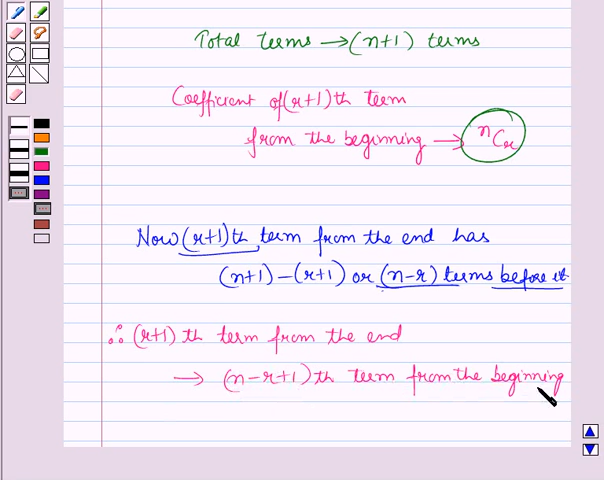 Total terms → (n+1) terms
Coefficient of (r+1)th term
from the beginning → ⁿCᵣ
Now (r+1)th term from the end has
(n+1) – (r+1) or (n-r) terms before it
∴ (r+1) th term from the end
→ (n-r+1)th term from the beginning